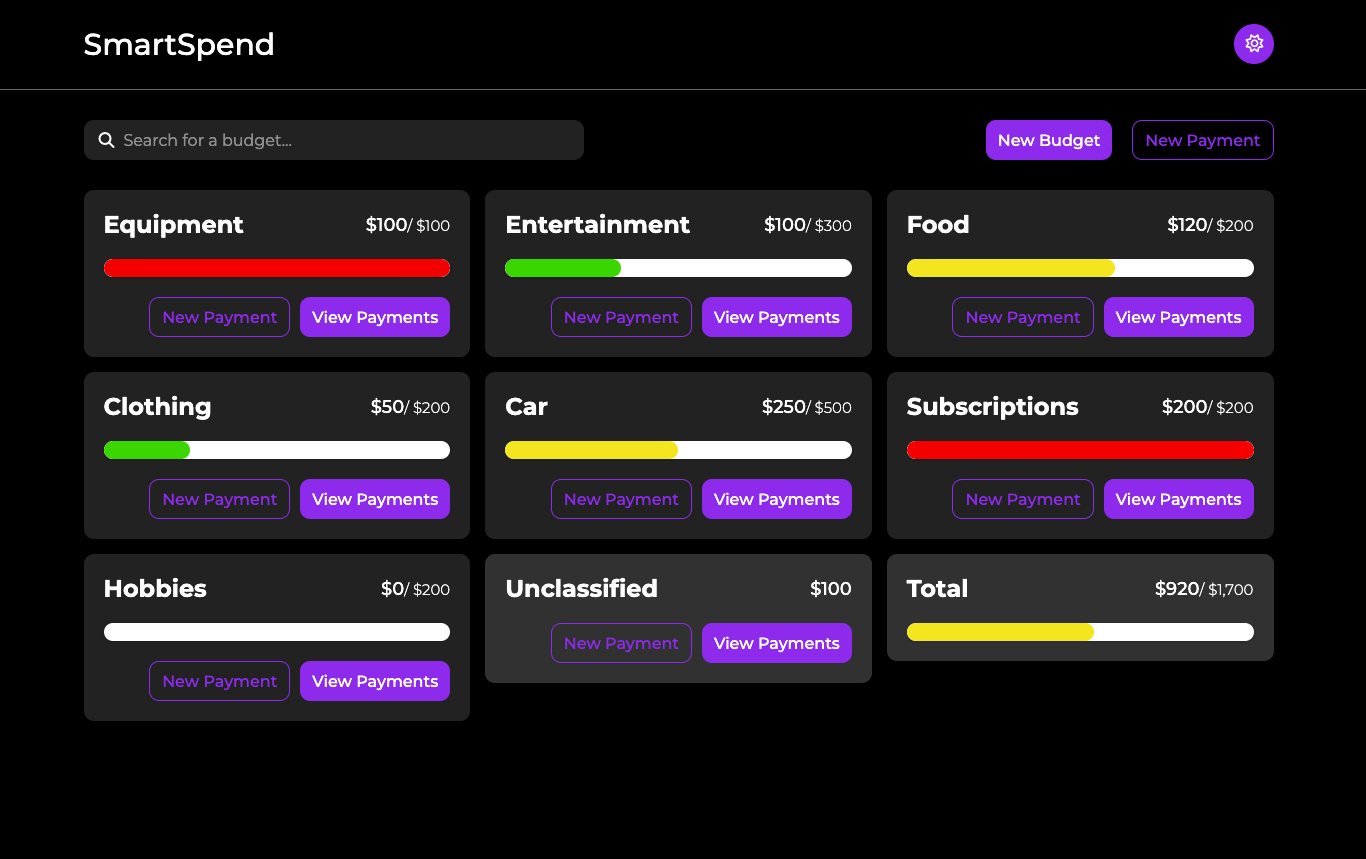 SmartSpend
Search for a budget...
New Budget
New Payment
Equipment
$100/ $100
New Payment
View Payments
Entertainment
$100/ $300
New Payment
View Payments
Food
$120/ $200
New Payment
View Payments
Clothing
$50/ $200
New Payment
View Payments
Car
$250/ $500
New Payment
View Payments
Subscriptions
$200/ $200
New Payment
View Payments
Hobbies
$0/ $200
New Payment
View Payments
Unclassified
$100
New Payment
View Payments
Total
$920/ $1,700